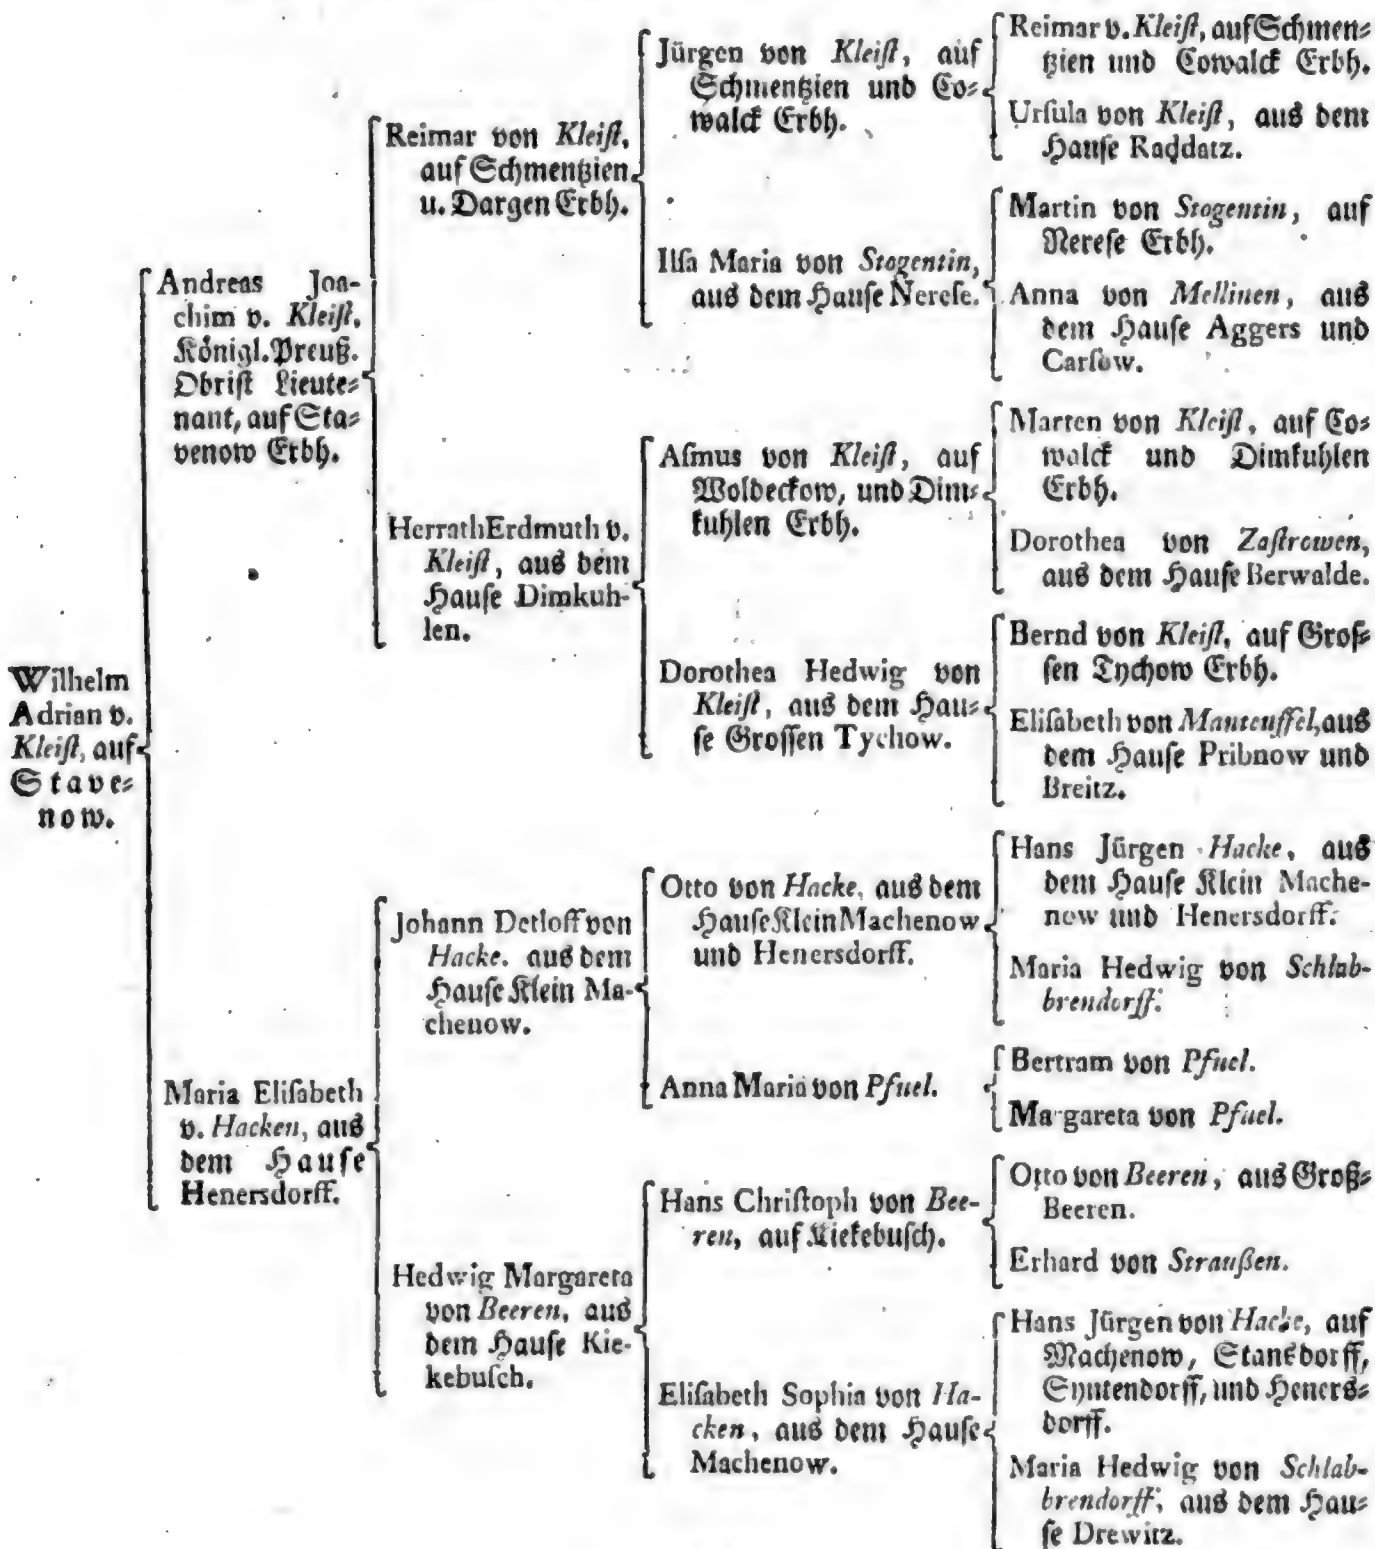 Wilhelm
Adrian v.
Kleiſt, auf
Stave⸗
now.
Andreas Joa-
chim v. Kleiſt,
Königl. Preuß.
Obriſt Lieute⸗
nant, auf Sta⸗
venow Erbh.
Maria Eliſabeth
v. Hacken, aus
dem Hauſe
Henersdorff.
Reimar von Kleiſt,
auf Schmentzien
u. Dargen Erbh.
Herrath Erdmuth v.
Kleiſt, aus dem
Hauſe Dimkuh-
len.
Johann Detloff von
Hacke, aus dem
Hauſe Klein Ma-
chenow.
Hedwig Margareta
von Beeren, aus
dem Hauſe Kie-
kebuſch.
Jürgen von Kleiſt, auf
Schmentzien und Co⸗
walck Erbh.
Ilſa Maria von Stogentin,
aus dem Hauſe Nereſe.
Aſmus von Kleiſt, auf
Woldeckow, und Dim⸗
kuhlen Erbh.
Dorothea Hedwig von
Kleiſt, aus dem Hau⸗
ſe Groſſen Tychow.
Otto von Hacke, aus dem
Hauſe Klein Machenow
und Henersdorff.
Anna Maria von Pfuel.
Hans Chriſtoph von Bee-
ren, auf Kiekebuſch.
Eliſabeth Sophia von Ha-
cken, aus dem Hauſe
Machenow.
Reimar v. Kleiſt, auf Schmen⸗
tzien und Cowalck Erbh.
Urſula von Kleiſt, aus dem
Hauſe Raddatz.
Martin von Stogentin, auf
Nereſe Erbh.
Anna von Mellinen, aus
dem Hauſe Aggers und
Carſow.
Marten von Kleiſt, auf Co⸗
walck und Dimkuhlen
Erbh.
Dorothea von Zaſtrowen,
aus dem Hauſe Berwalde.
Bernd von Kleiſt, auf Groſ⸗
ſen Tychow Erbh.
Eliſabeth von Manteuffel, aus
dem Hauſe Pribnow und
Breitz.
Hans Jürgen Hacke, aus
dem Hauſe Klein Mache-
now und Henersdorff.
Maria Hedwig von Schlab-
brendorff.
Bertram von Pfuel.
Margareta von Pfuel.
Otto von Beeren, aus Groß⸗
Beeren.
Erhard von Straußen.
Hans Jürgen von Hacke, auf
Machenow, Stansdorff,
Sputendorff, und Heners⸗
dorff.
Maria Hedwig von Schlab-
brendorff, aus dem Hau⸗
ſe Drewitz.